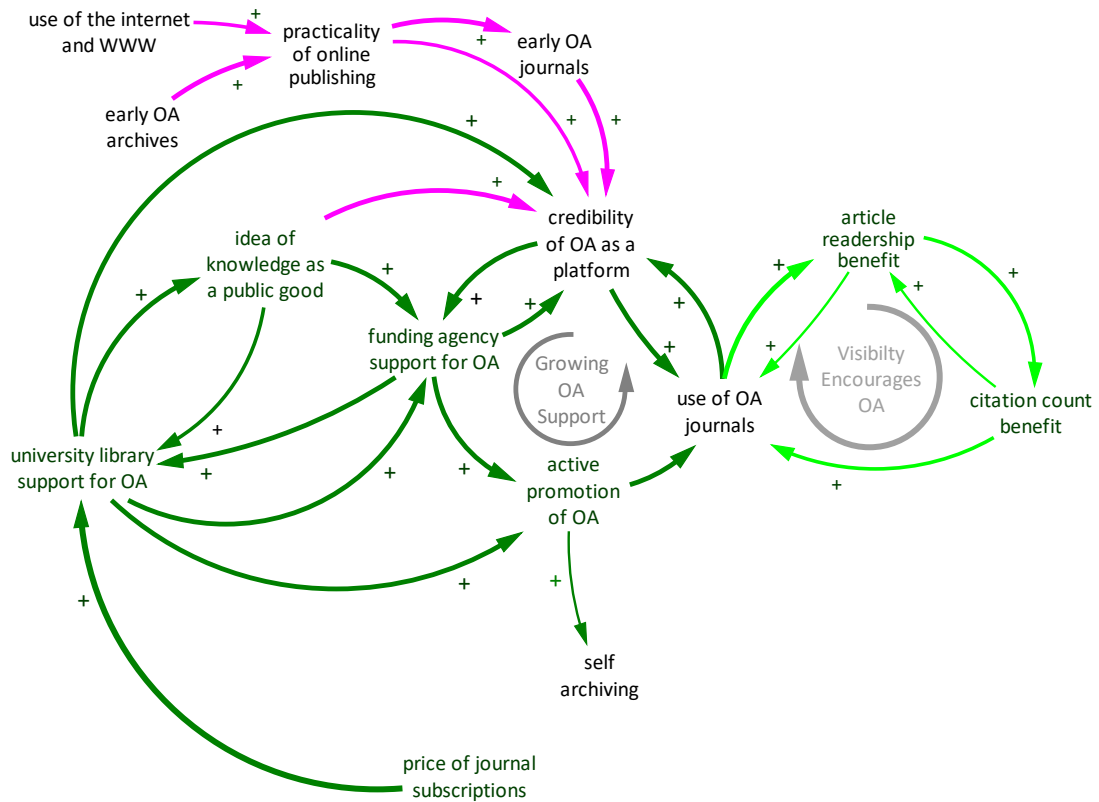 use of the internet
and WWW
+
practicality
of online
publishing
+
early OA
journals
+
early OA
archives
+
+
+
+
credibility
of OA as a
platform
article
readership
benefit
idea of
knowledge as
a public good
+
+
+
+
+
+
+
+
+
funding agency
support for OA
+
+
Growing
OA
Support
Visibilty
Encourages
OA
use of OA
journals
citation count
benefit
+
university library
support for OA
+
+
+
active
promotion
of OA
+
+
+
+
self
archiving
price of journal
subscriptions